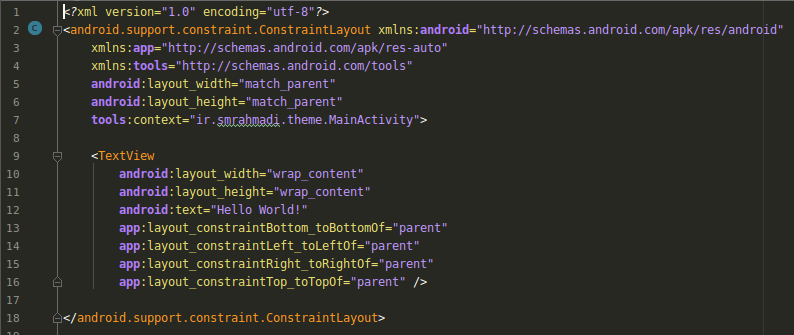 1 <?xml version="1.0" encoding="utf-8"?>
2 C <android.support.constraint.ConstraintLayout xmlns:android="http://schemas.android.com/apk/res/android"
3 xmlns:app="http://schemas.android.com/apk/res-auto"
4 xmlns:tools="http://schemas.android.com/tools"
5 android:layout_width="match_parent"
6 android:layout_height="match_parent"
7 tools:context="ir.smrahmadi.theme.MainActivity">
8
9 <TextView
10 android:layout_width="wrap_content"
11 android:layout_height="wrap_content"
12 android:text="Hello World!"
13 app:layout_constraintBottom_toBottomOf="parent"
14 app:layout_constraintLeft_toLeftOf="parent"
15 app:layout_constraintRight_toRightOf="parent"
16 app:layout_constraintTop_toTopOf="parent" />
17
18 </android.support.constraint.ConstraintLayout>